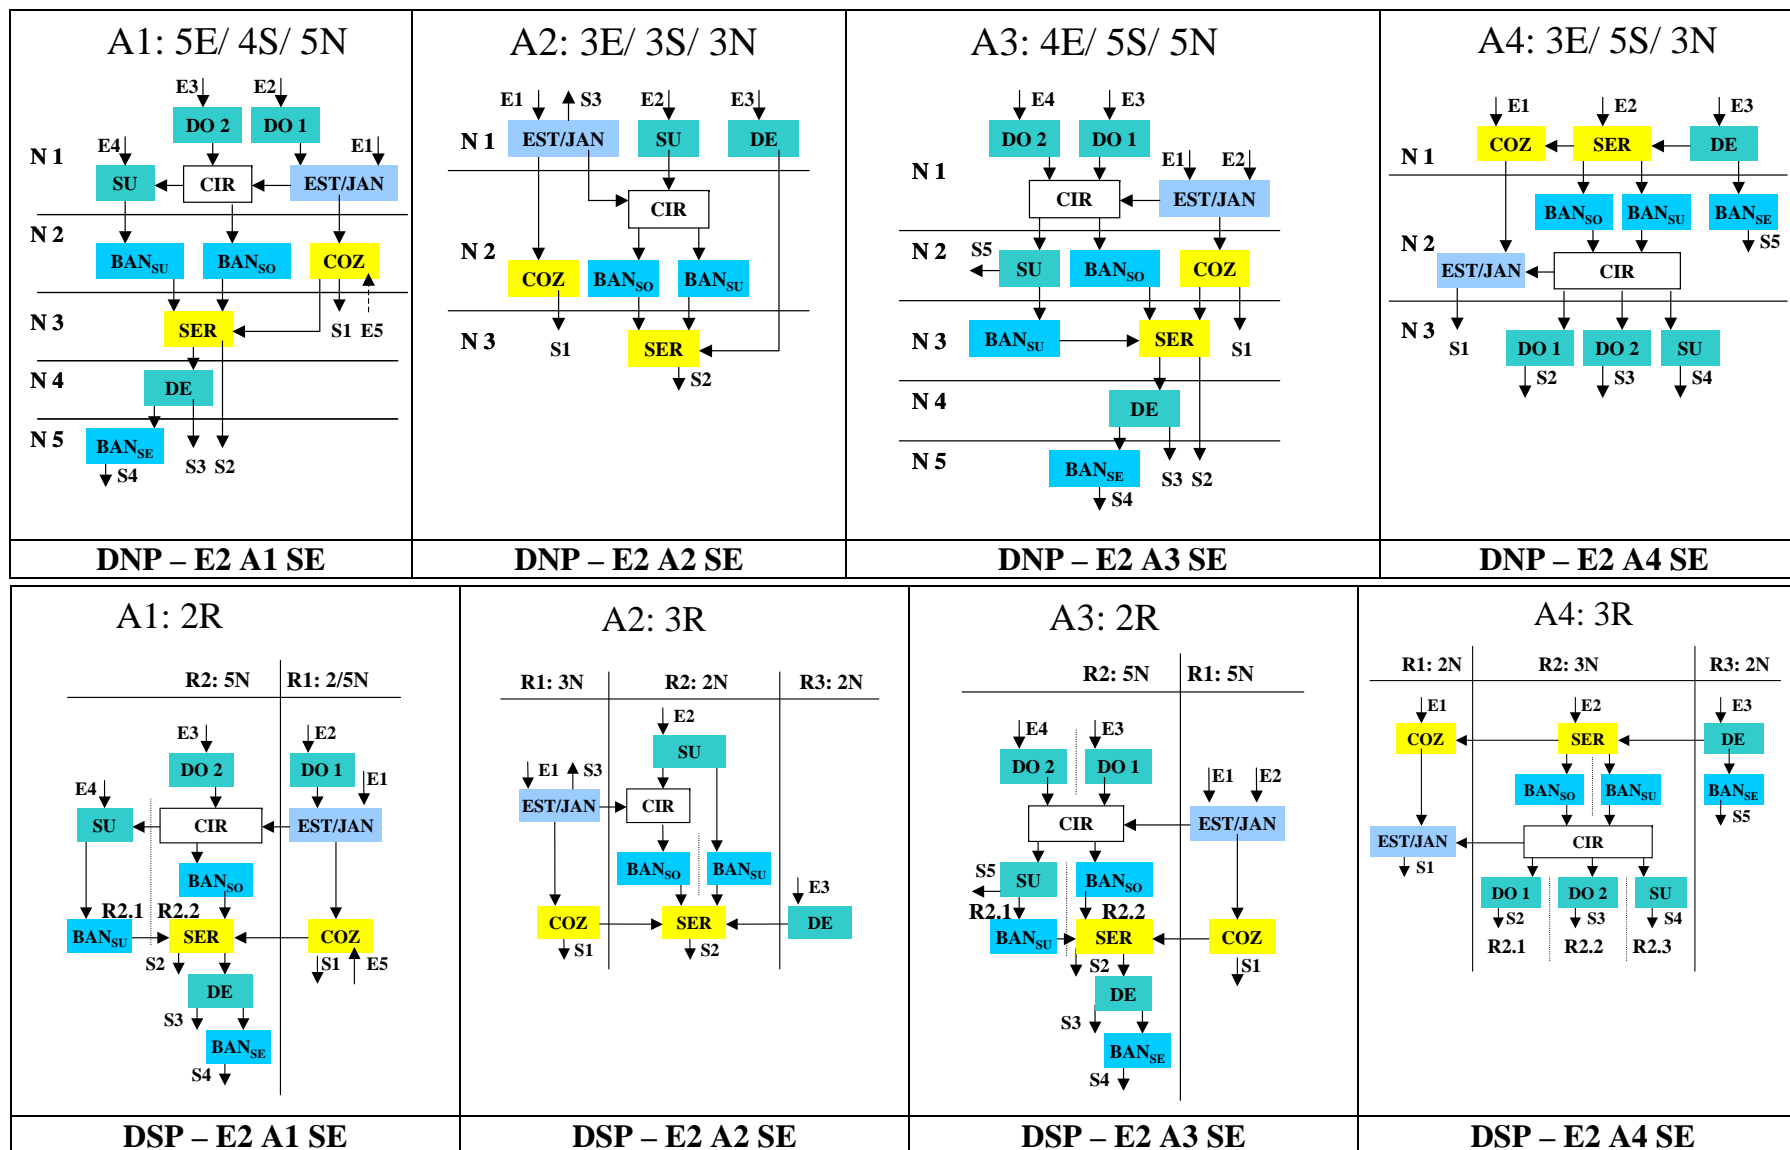 A1: 5E/ 4S/ 5N
E3 E2
DO 2 DO 1
N 1 E4 E1
SU CIR EST/JAN
N 2
BANSU BANSO COZ
N 3 SER S1 E5
N 4 DE
N 5 BANSE
S4 S3 S2
DNP – E2 A1 SE
A2: 3E/ 3S/ 3N
E1 S3 E2 E3
N 1 EST/JAN SU DE
CIR
N 2
COZ BANSO BANSU
N 3 S1 SER
S2
DNP – E2 A2 SE
A3: 4E/ 5S/ 5N
E4 E3
DO 2 DO 1
N 1 E1 E2
CIR EST/JAN
N 2 S5 SU BANSO COZ
N 3 BANSU SER S1
N 4 DE
N 5 BANSE S3 S2
S4
DNP – E2 A3 SE
A4: 3E/ 5S/ 3N
E1 E2 E3
N 1 COZ SER DE
BANSO BANSU BANSE
N 2 S5
EST/JAN CIR
N 3 S1 DO 1 DO 2 SU
S2 S3 S4
DNP – E2 A4 SE
A1: 2R
R2: 5N R1: 2/5N
E3 E2
DO 2 DO 1
E4 E1
SU CIR EST/JAN
BANSO
R2.1 R2.2
BANSU SER COZ
S2 S1 E5
DE
S3
BANSE
S4
DSP – E2 A1 SE
A2: 3R
R1: 3N R2: 2N R3: 2N
E2
SU
E1 S3
EST/JAN CIR
BANSO BANSU
E3
COZ SER DE
S1 S2
DSP – E2 A2 SE
A3: 2R
R2: 5N R1: 5N
E4 E3
DO 2 DO 1
E1 E2
CIR EST/JAN
S5 SU BANSO
R2.1 R2.2
BANSU SER COZ
S2 S1
DE
S3
BANSE
S4
DSP – E2 A3 SE
A4: 3R
R1: 2N R2: 3N R3: 2N
E1 E2 E3
COZ SER DE
BANSO BANSU BANSE
S5
EST/JAN CIR
S1
DO 1 DO 2 SU
S2 S3 S4
R2.1 R2.2 R2.3
DSP – E2 A4 SE